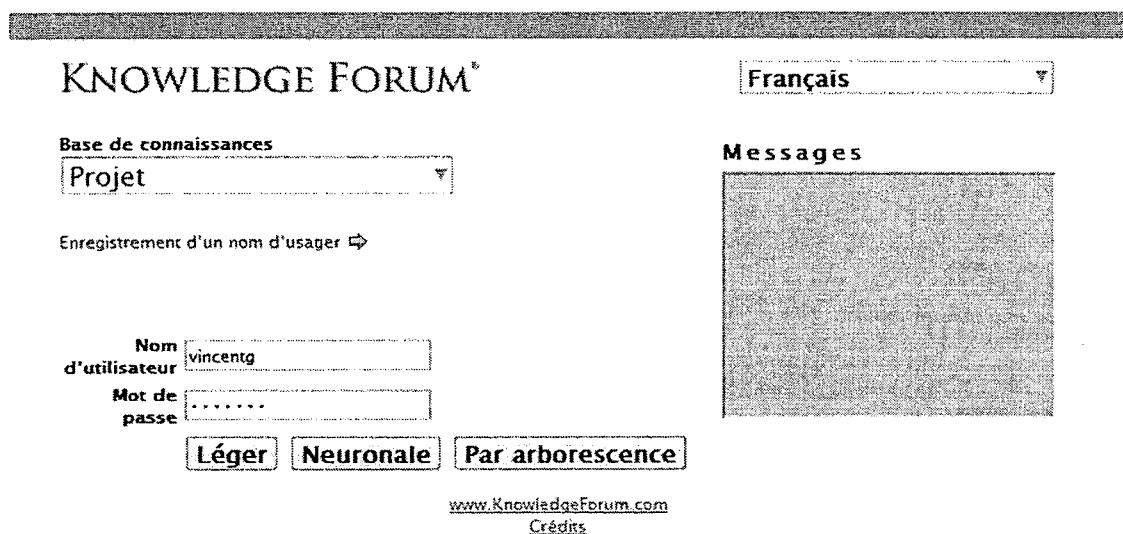 KNOWLEDGE FORUM®
Français
Base de connaissances
Projet
Messages
Enregistrement d'un nom d'usager ⇨
Nom
d'utilisateur
vincentg
Mot de
passe
.......
Léger
Neuronale
Par arborescence
www.KnowledgeForum.com
Crédits